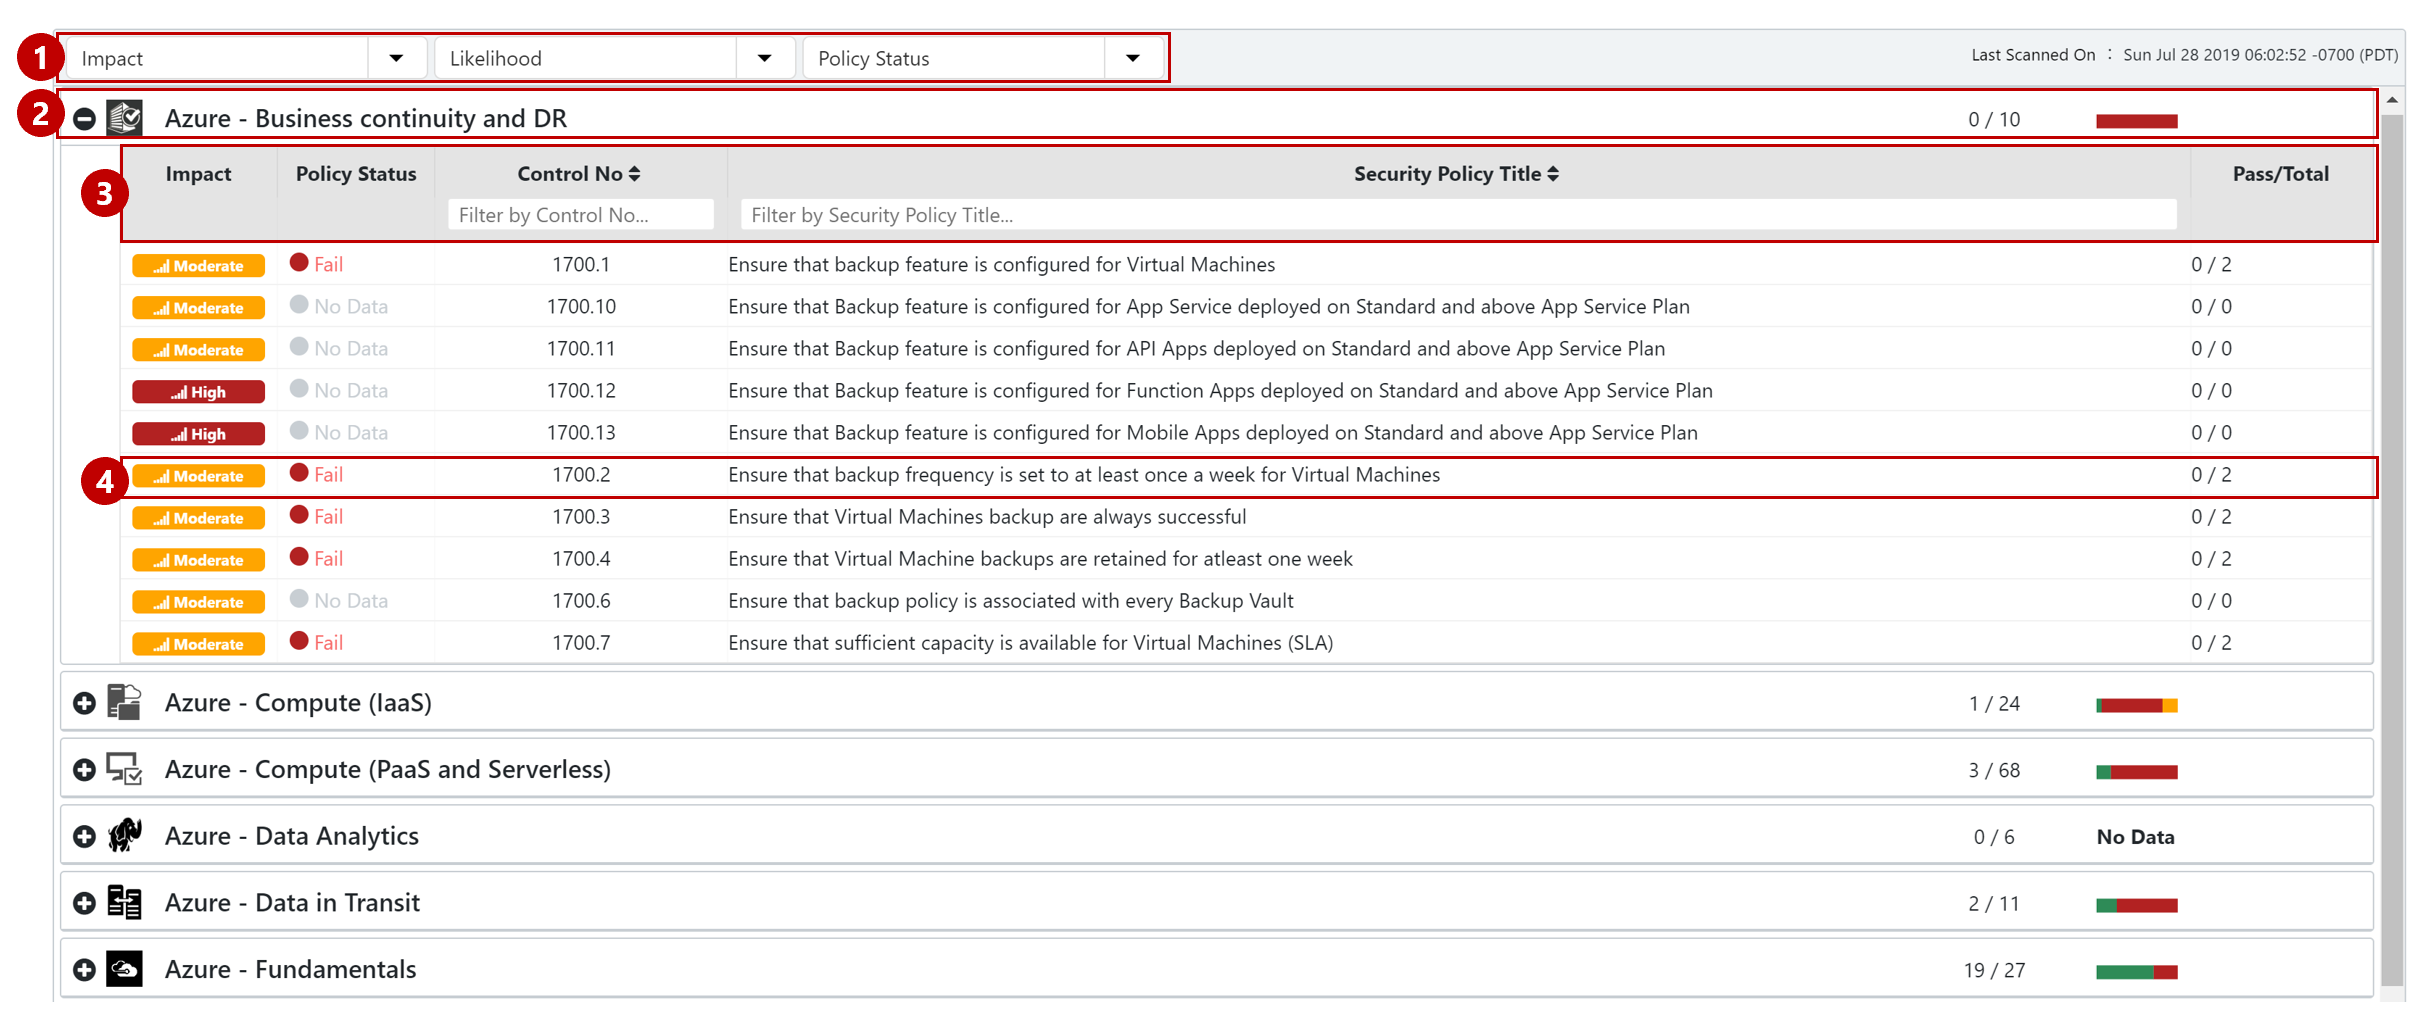 1 Impact Likelihood Policy Status Last Scanned On : Sun Jul 28 2019 06:02:52 -0700 (PDT)
2 Azure - Business continuity and DR 0 / 10
3 Impact Policy Status Control No Security Policy Title Pass/Total
Filter by Control No... Filter by Security Policy Title...
Moderate Fail 1700.1 Ensure that backup feature is configured for Virtual Machines 0 / 2
Moderate No Data 1700.10 Ensure that Backup feature is configured for App Service deployed on Standard and above App Service Plan 0 / 0
Moderate No Data 1700.11 Ensure that Backup feature is configured for API Apps deployed on Standard and above App Service Plan 0 / 0
High No Data 1700.12 Ensure that Backup feature is configured for Function Apps deployed on Standard and above App Service Plan 0 / 0
High No Data 1700.13 Ensure that Backup feature is configured for Mobile Apps deployed on Standard and above App Service Plan 0 / 0
4 Moderate Fail 1700.2 Ensure that backup frequency is set to at least once a week for Virtual Machines 0 / 2
Moderate Fail 1700.3 Ensure that Virtual Machines backup are always successful 0 / 2
Moderate Fail 1700.4 Ensure that Virtual Machine backups are retained for atleast one week 0 / 2
Moderate No Data 1700.6 Ensure that backup policy is associated with every Backup Vault 0 / 0
Moderate Fail 1700.7 Ensure that sufficient capacity is available for Virtual Machines (SLA) 0 / 2
Azure - Compute (IaaS) 1 / 24
Azure - Compute (PaaS and Serverless) 3 / 68
Azure - Data Analytics 0 / 6 No Data
Azure - Data in Transit 2 / 11
Azure - Fundamentals 19 / 27